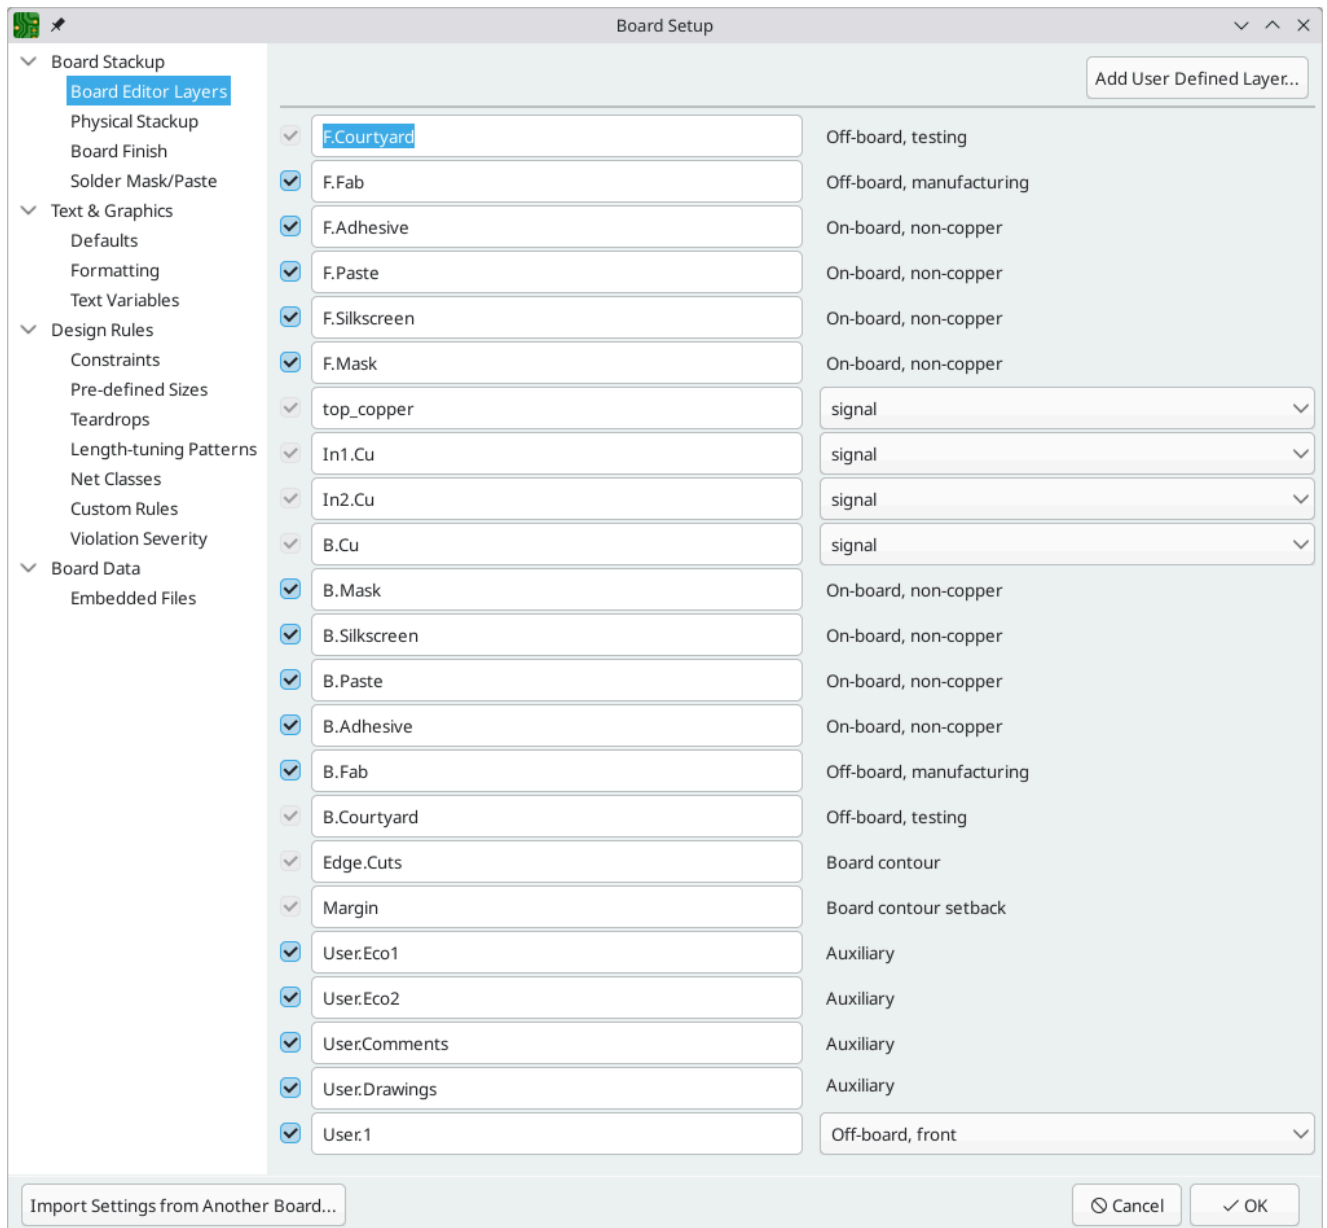 Board Setup
Board Stackup
Board Editor Layers
Physical Stackup
Board Finish
Solder Mask/Paste
Text & Graphics
Defaults
Formatting
Text Variables
Design Rules
Constraints
Pre-defined Sizes
Teardrops
Length-tuning Patterns
Net Classes
Custom Rules
Violation Severity
Board Data
Embedded Files
Add User Defined Layer...
F.Courtyard Off-board, testing
F.Fab Off-board, manufacturing
F.Adhesive On-board, non-copper
F.Paste On-board, non-copper
F.Silkscreen On-board, non-copper
F.Mask On-board, non-copper
top_copper signal
In1.Cu signal
In2.Cu signal
B.Cu signal
B.Mask On-board, non-copper
B.Silkscreen On-board, non-copper
B.Paste On-board, non-copper
B.Adhesive On-board, non-copper
B.Fab Off-board, manufacturing
B.Courtyard Off-board, testing
Edge.Cuts Board contour
Margin Board contour setback
User.Eco1 Auxiliary
User.Eco2 Auxiliary
User.Comments Auxiliary
User.Drawings Auxiliary
User.1 Off-board, front
Import Settings from Another Board... Cancel OK